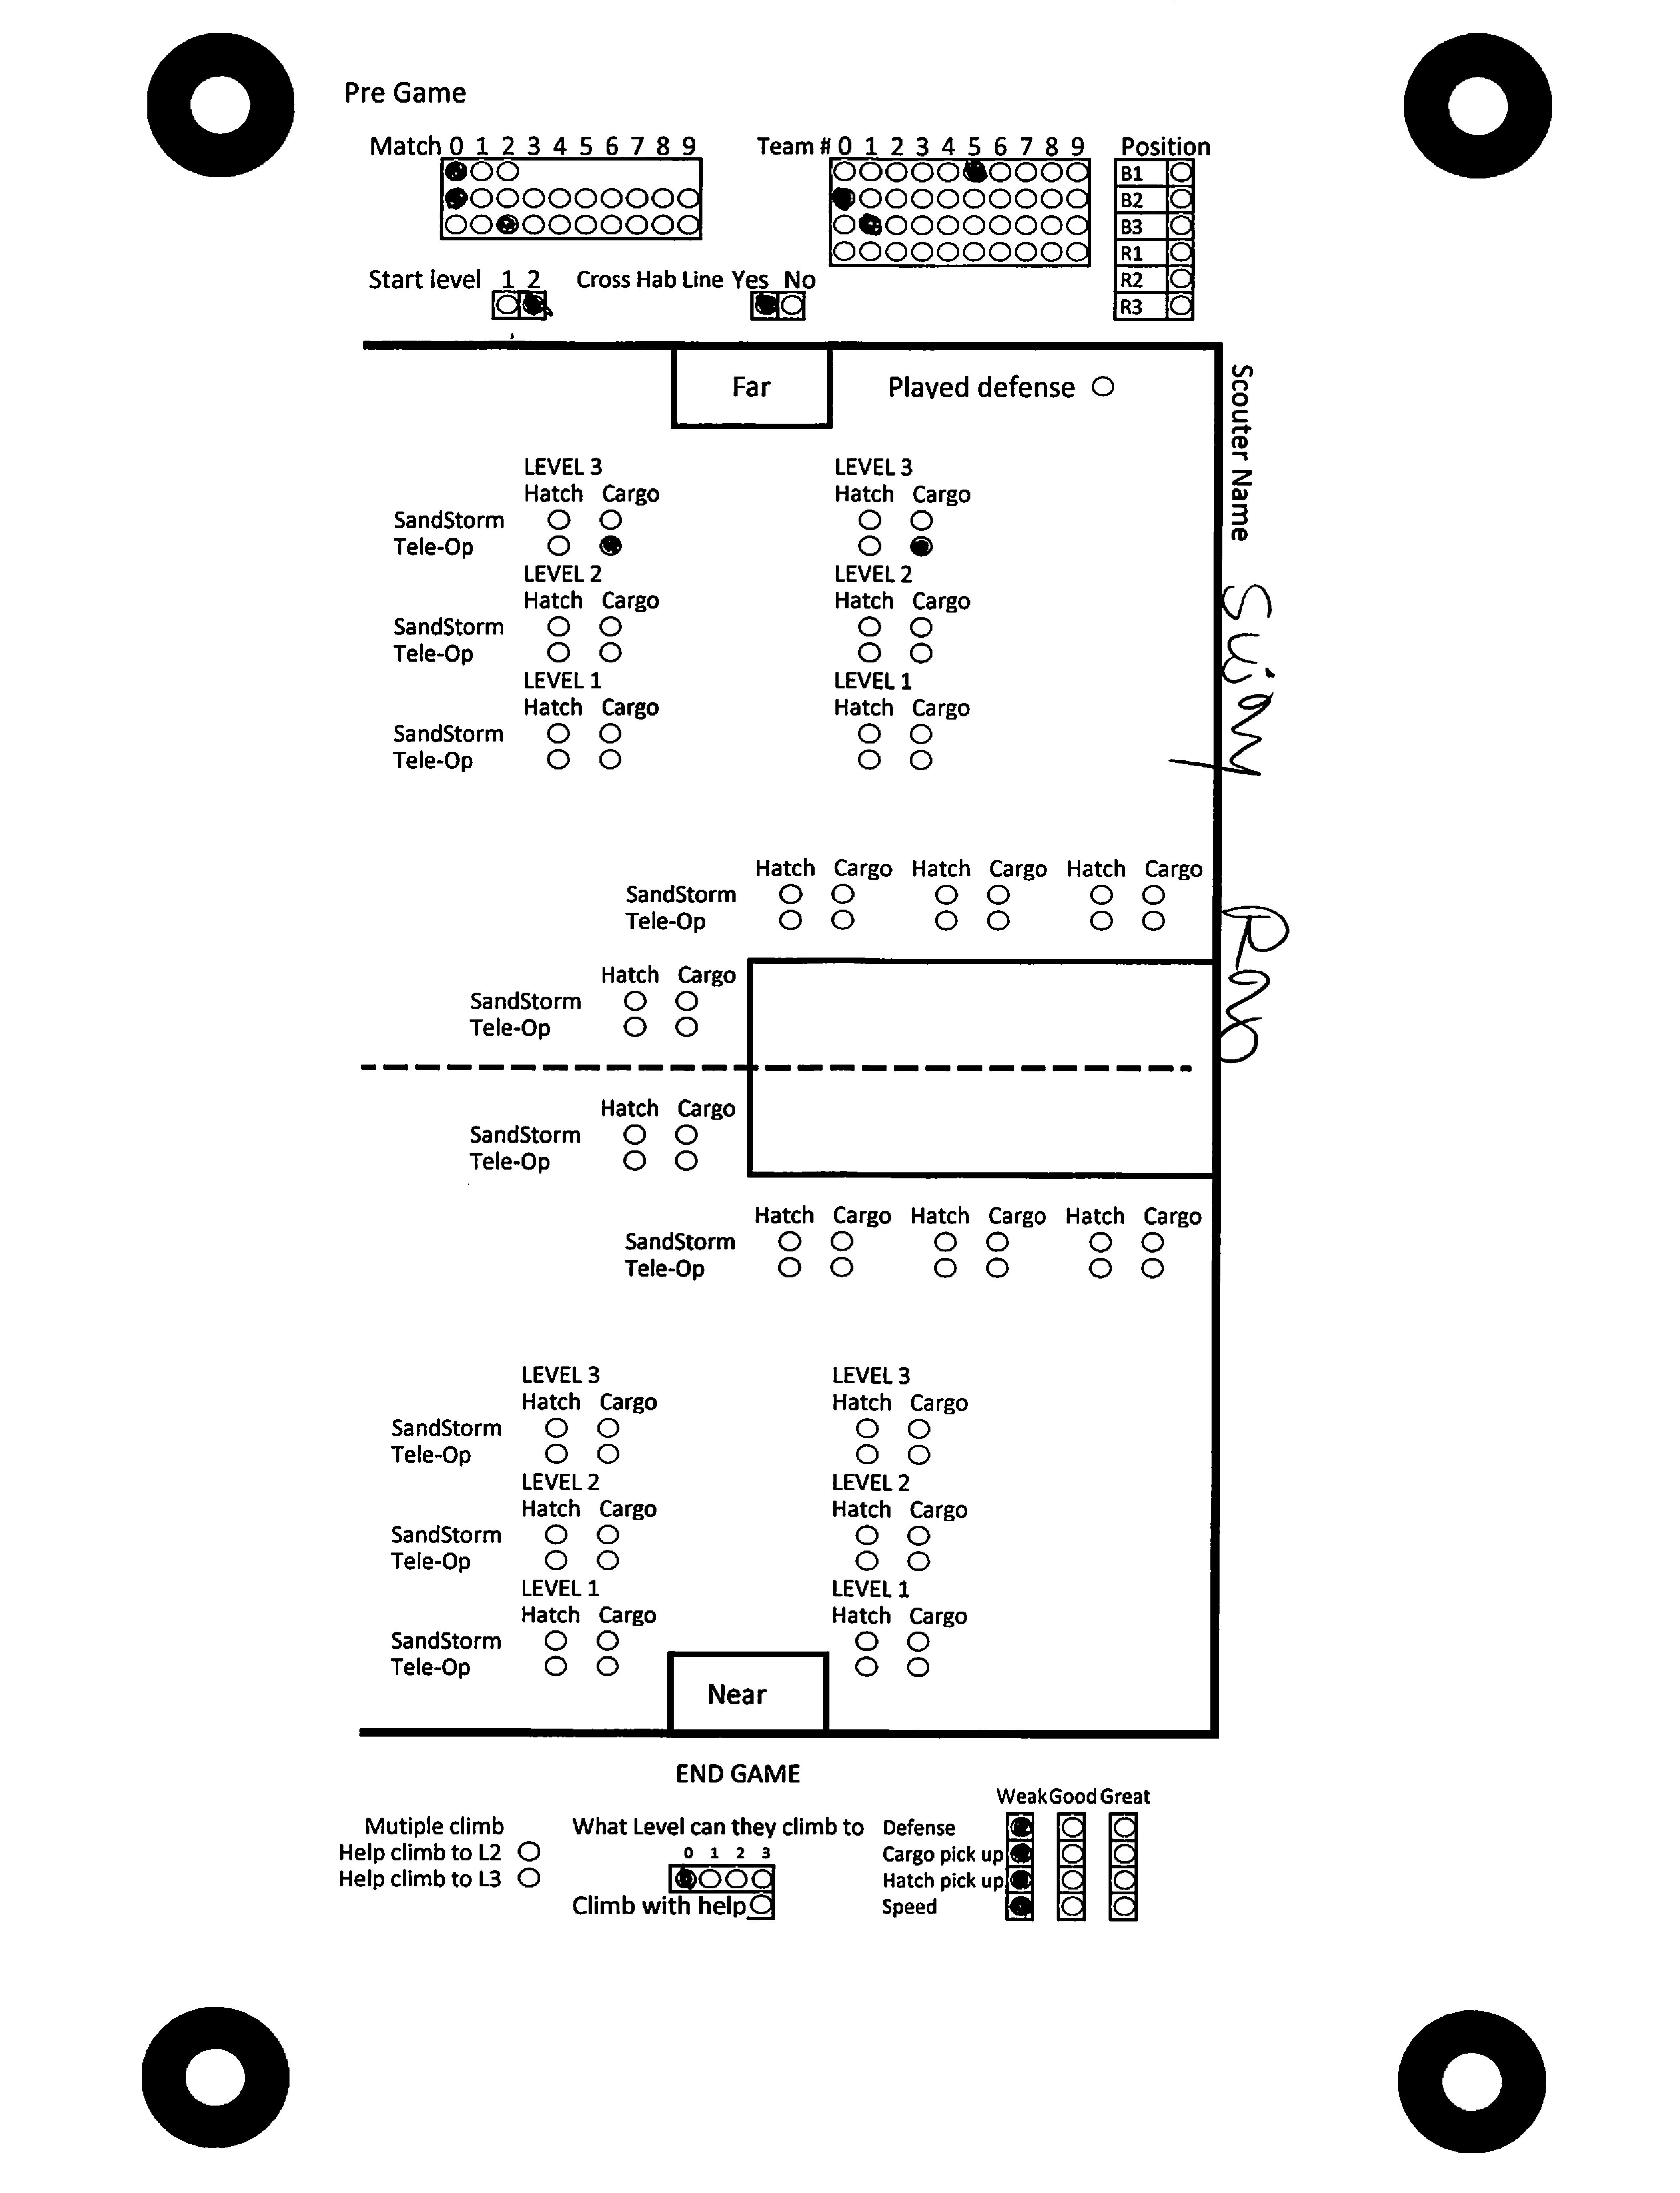 Pre Game
Match 0 1 2 3 4 5 6 7 8 9
Team # 0 1 2 3 4 5 6 7 8 9
Position
B1
B2
B3
R1
R2
R3
Start level 1 2
Cross Hab Line Yes No
Far
Played defense
Scouter Name
LEVEL 3 LEVEL 3
Hatch Cargo Hatch Cargo
SandStorm
Tele-Op
LEVEL 2 LEVEL 2
Hatch Cargo Hatch Cargo
SandStorm
Tele-Op
LEVEL 1 LEVEL 1
Hatch Cargo Hatch Cargo
SandStorm
Tele-Op
Hatch Cargo Hatch Cargo Hatch Cargo
SandStorm
Tele-Op
Hatch Cargo
SandStorm
Tele-Op
Hatch Cargo
SandStorm
Tele-Op
Hatch Cargo Hatch Cargo Hatch Cargo
SandStorm
Tele-Op
LEVEL 3 LEVEL 3
Hatch Cargo Hatch Cargo
SandStorm
Tele-Op
LEVEL 2 LEVEL 2
Hatch Cargo Hatch Cargo
SandStorm
Tele-Op
LEVEL 1 LEVEL 1
Hatch Cargo Hatch Cargo
SandStorm
Tele-Op
Near
END GAME
Mutiple climb
Help climb to L2
Help climb to L3
What Level can they climb to
0 1 2 3
Climb with help
Weak Good Great
Defense
Cargo pick up
Hatch pick up
Speed